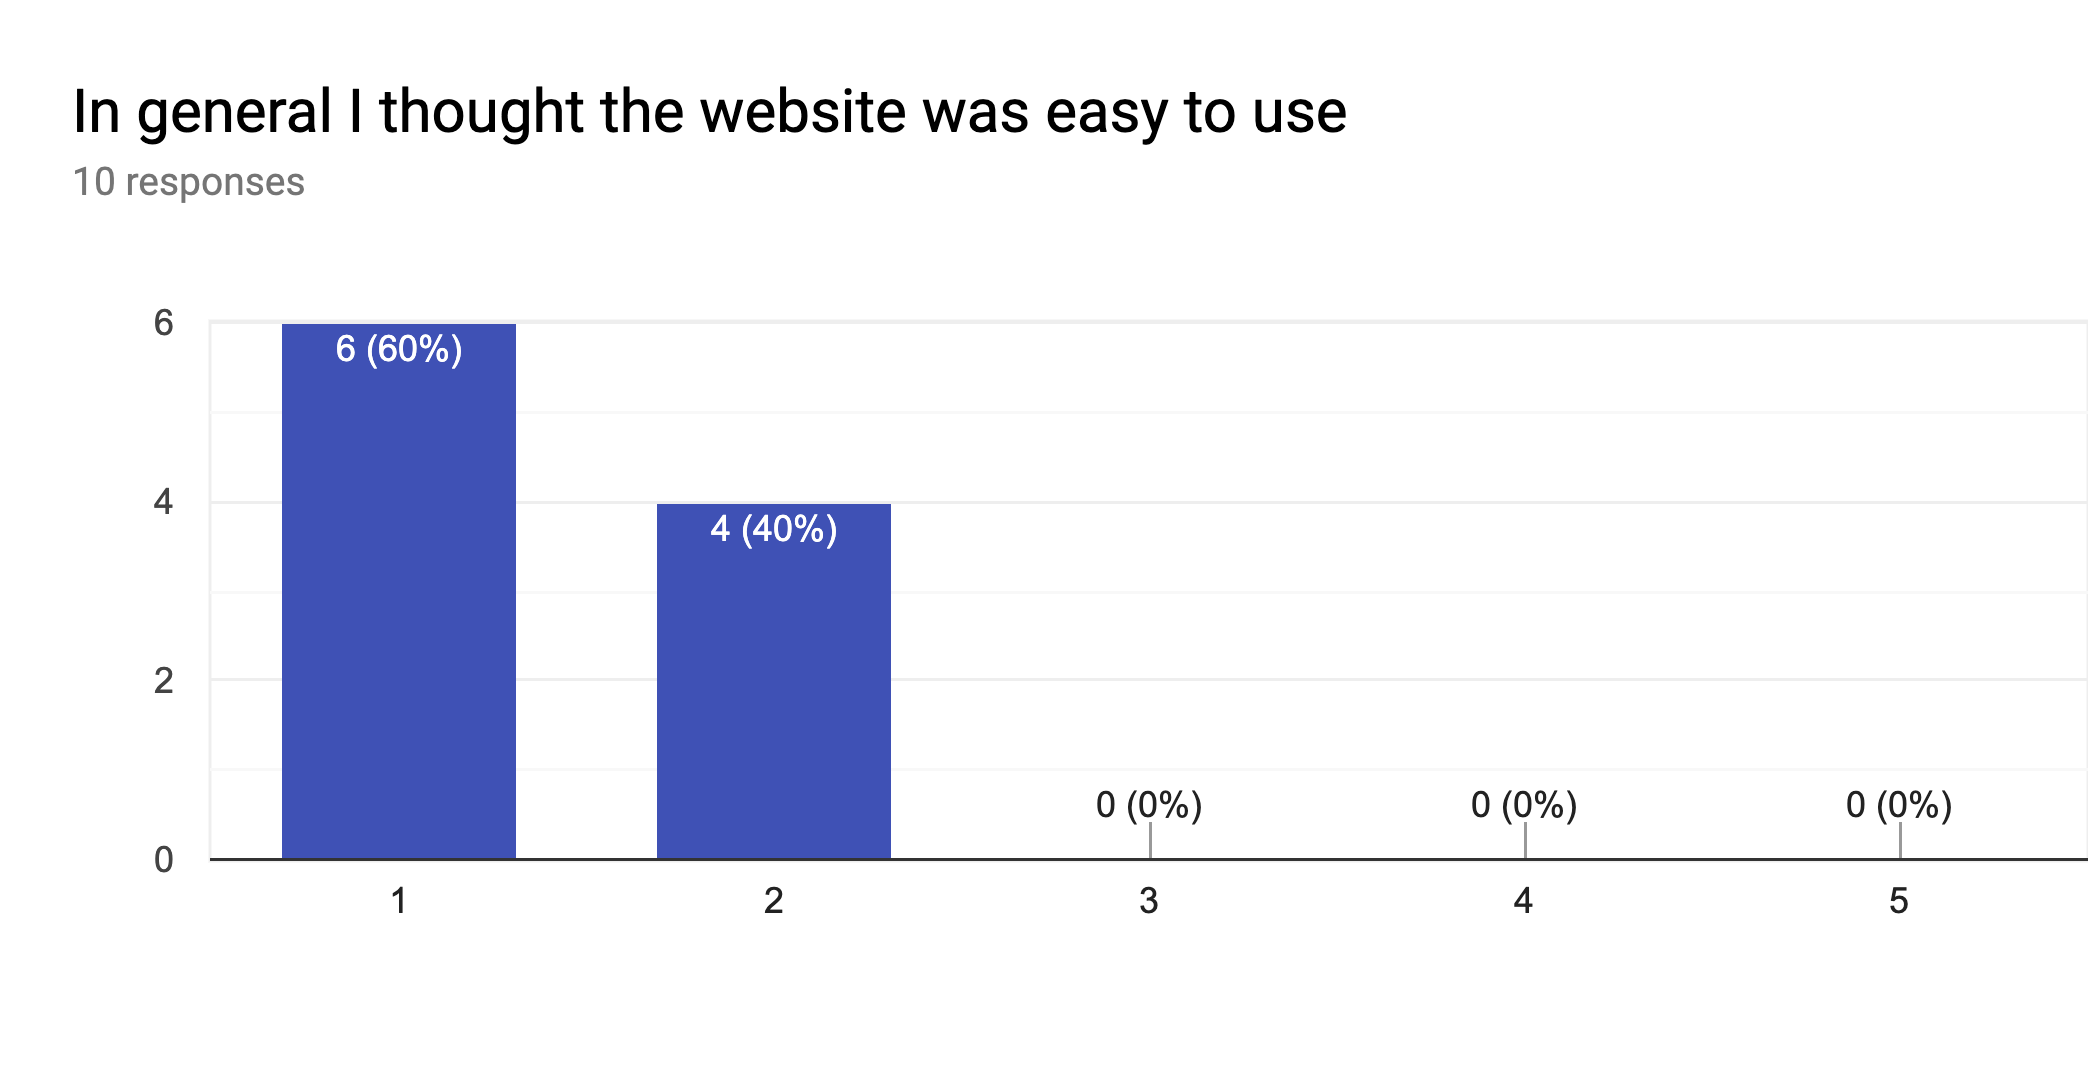 In general I thought the website was easy to use
10 responses
6
6 (60%)
4
4 (40%)
2
0 (0%) 0 (0%) 0 (0%)
0
1 2 3 4 5